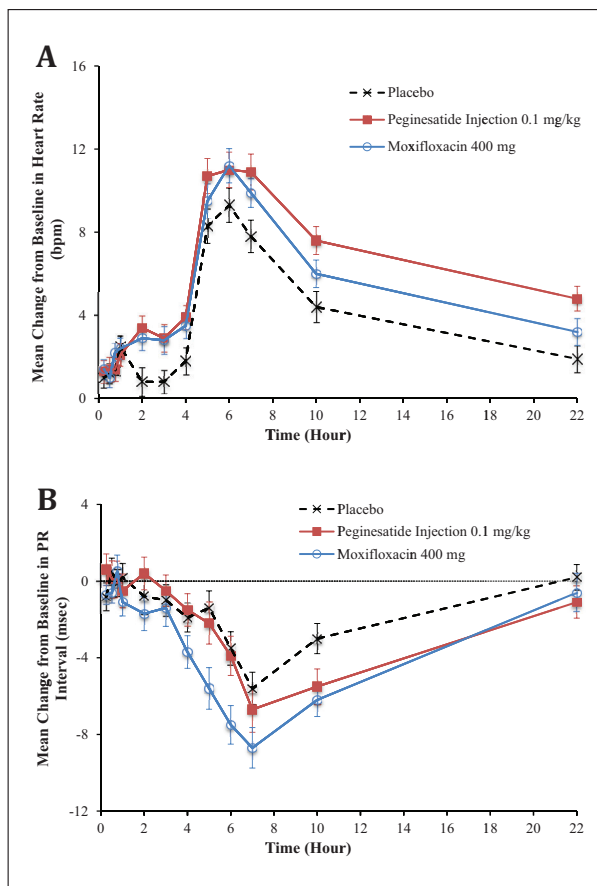 A
16
12
8
4
0
Mean Change from Baseline in Heart Rate
(bpm)
Placebo
Peginesatide Injection 0.1 mg/kg
Moxifloxacin 400 mg
0 2 4 6 8 10 12 14 16 18 20 22
Time (Hour)
B
4
0
-4
-8
-12
Mean Change from Baseline in PR
Interval (msec)
Placebo
Peginesatide Injection 0.1 mg/kg
Moxifloxacin 400 mg
0 2 4 6 8 10 12 14 16 18 20 22
Time (Hour)